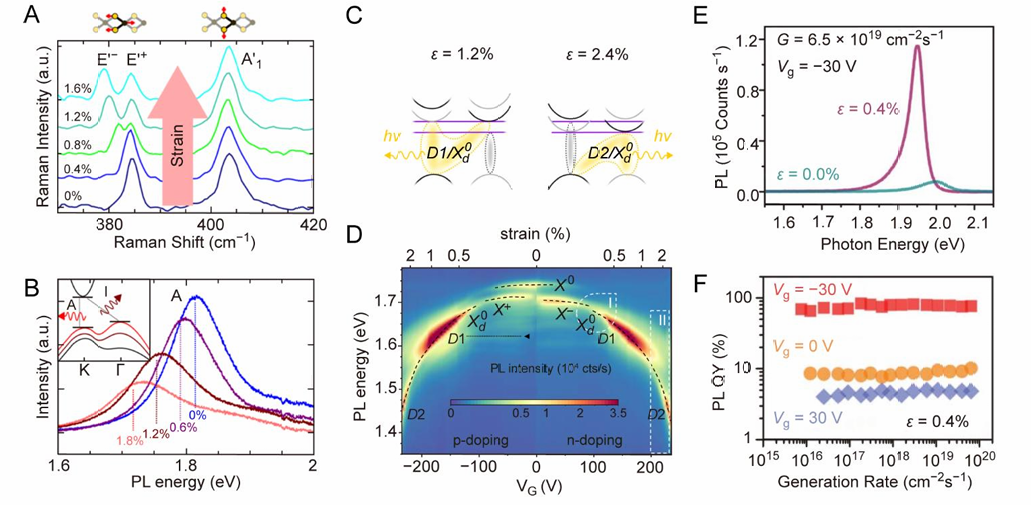 A
E'⁻ E'⁺ A'₁
1.6%
1.2%
0.8%
0.4%
0%
Strain
Raman Intensity (a.u.)
380 400 420
Raman Shift (cm⁻¹)
B
A I
K Γ
A
0%
0.6%
1.2%
1.8%
Intensity (a.u.)
1.6 1.8 2
PL energy (eV)
C
ε = 1.2% ε = 2.4%
hν hν
D1/X⁰d D2/X⁰d
D
strain (%)
2 1 0.5 0 0.5 1 2
1.7
1.6
1.5
1.4
PL energy (eV)
X⁰
X⁺ X⁻
X⁰d X⁰d
D1 D1
I
II
PL intensity (10⁴ cts/s)
0 0.5 1 2 3.5
D2 D2
p-doping n-doping
−200 −100 0 100 200
V_G (V)
E
G = 6.5 × 10¹⁹ cm⁻²s⁻¹
V_g = −30 V
ε = 0.4%
ε = 0.0%
1.2
0.8
0.4
0.0
PL (10⁵ Counts s⁻¹)
1.6 1.7 1.8 1.9 2.0 2.1
Photon Energy (eV)
F
V_g = −30 V
V_g = 0 V
V_g = 30 V
ε = 0.4%
100
10
1
PL QY (%)
10¹⁵ 10¹⁶ 10¹⁷ 10¹⁸ 10¹⁹ 10²⁰
Generation Rate (cm⁻²s⁻¹)